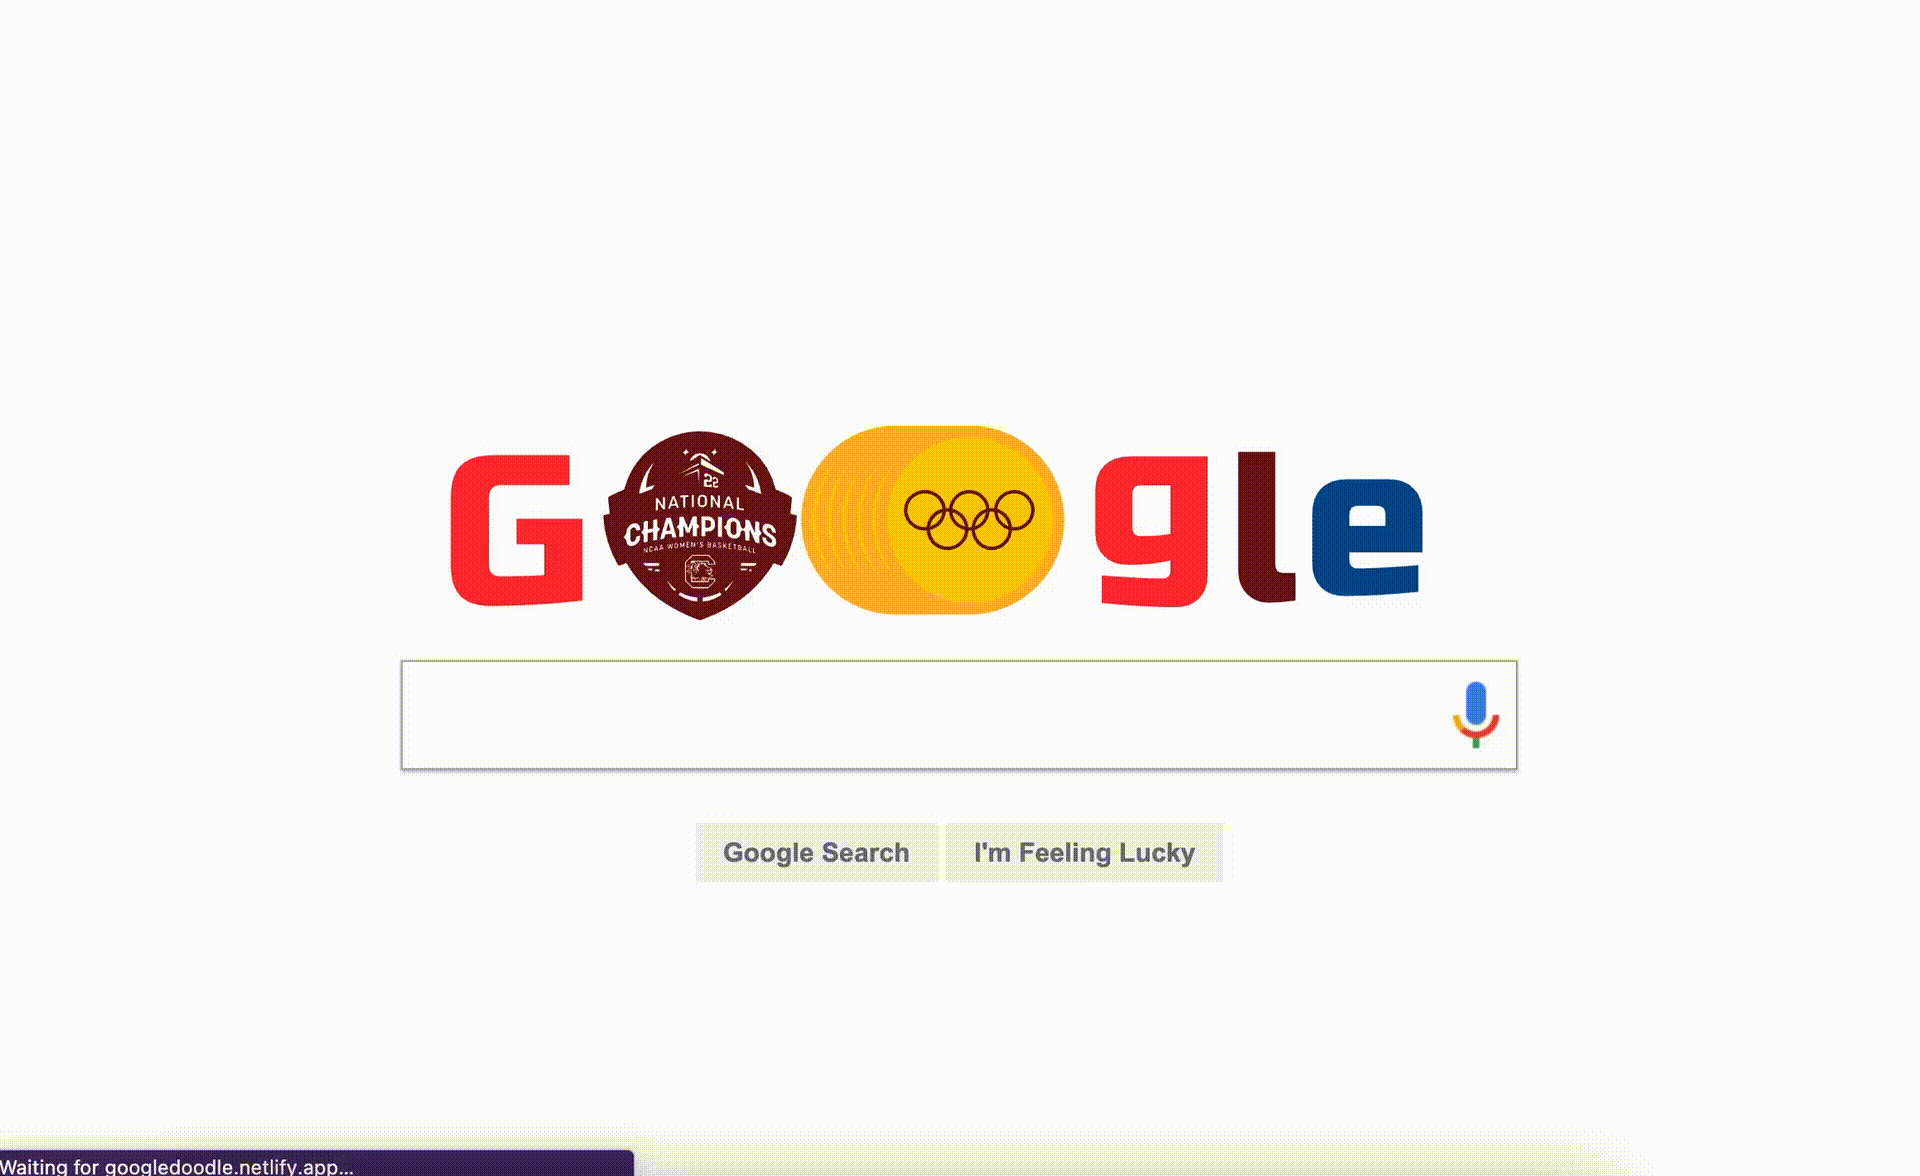 G gle
22
NATIONAL
CHAMPIONS
NCAA WOMEN'S BASKETBALL
C
Google Search
I'm Feeling Lucky
Waiting for googledoodle.netlify.app...